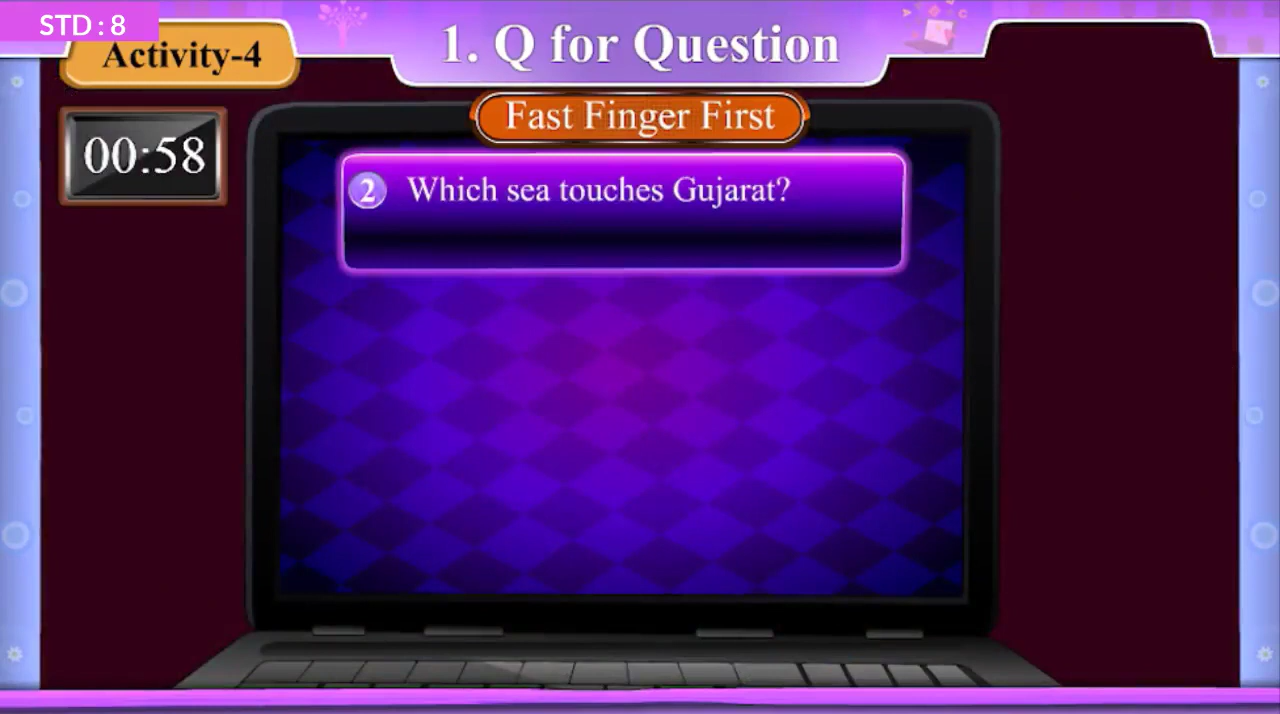 STD : 8
Activity-4
1. Q for Question
Fast Finger First
00:58
2 Which sea touches Gujarat?